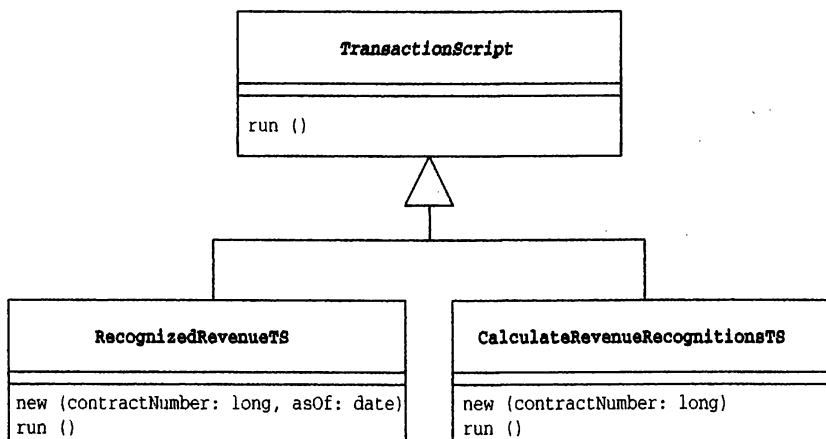 TransactionScript
run ()
RecognizedRevenueTS
new (contractNumber: long, asOf: date)
run ()
CalculateRevenueRecognitionsTS
new (contractNumber: long)
run ()